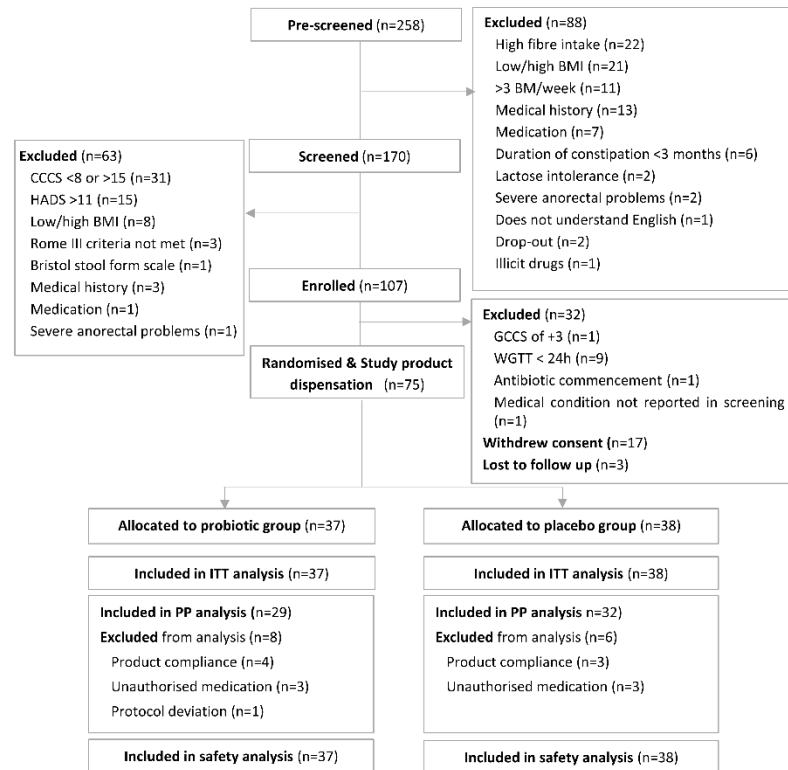 Pre-screened (n=258)
Excluded (n=88)
High fibre intake (n=22)
Low/high BMI (n=21)
>3 BM/week (n=11)
Medical history (n=13)
Medication (n=7)
Duration of constipation <3 months (n=6)
Lactose intolerance (n=2)
Severe anorectal problems (n=2)
Does not understand English (n=1)
Drop-out (n=2)
Illicit drugs (n=1)
Screened (n=170)
Excluded (n=63)
CCCS <8 or >15 (n=31)
HADS >11 (n=15)
Low/high BMI (n=8)
Rome III criteria not met (n=3)
Bristol stool form scale (n=1)
Medical history (n=3)
Medication (n=1)
Severe anorectal problems (n=1)
Enrolled (n=107)
Excluded (n=32)
GCCS of +3 (n=1)
WGTT < 24h (n=9)
Antibiotic commencement (n=1)
Medical condition not reported in screening
(n=1)
Withdrew consent (n=17)
Lost to follow up (n=3)
Randomised & Study product
dispensation (n=75)
Allocated to probiotic group (n=37)
Included in ITT analysis (n=37)
Included in PP analysis (n=29)
Excluded from analysis (n=8)
Product compliance (n=4)
Unauthorised medication (n=3)
Protocol deviation (n=1)
Included in safety analysis (n=37)
Allocated to placebo group (n=38)
Included in ITT analysis (n=38)
Included in PP analysis n=32)
Excluded from analysis (n=6)
Product compliance (n=3)
Unauthorised medication (n=3)
Included in safety analysis (n=38)